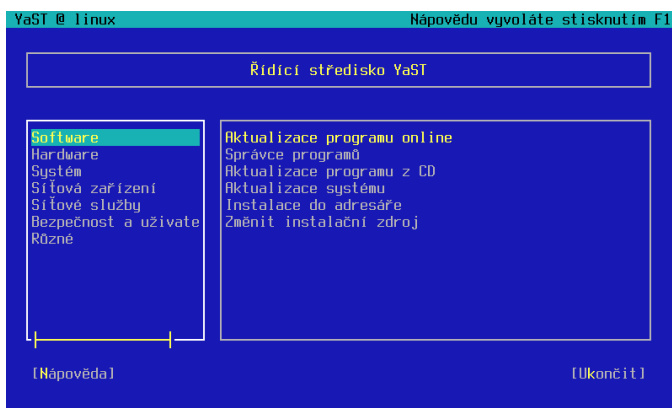 YaST @ linux Nápovědu vyvoláte stisknutím F1
Řídící středisko YaST
Software
Hardware
Systém
Síťová zařízení
Síťové služby
Bezpečnost a uživate
Různé
Aktualizace programu online
Správce programů
Aktualizace programu z CD
Aktualizace systému
Instalace do adresáře
Změnit instalační zdroj
[Nápověda] [Ukončit]